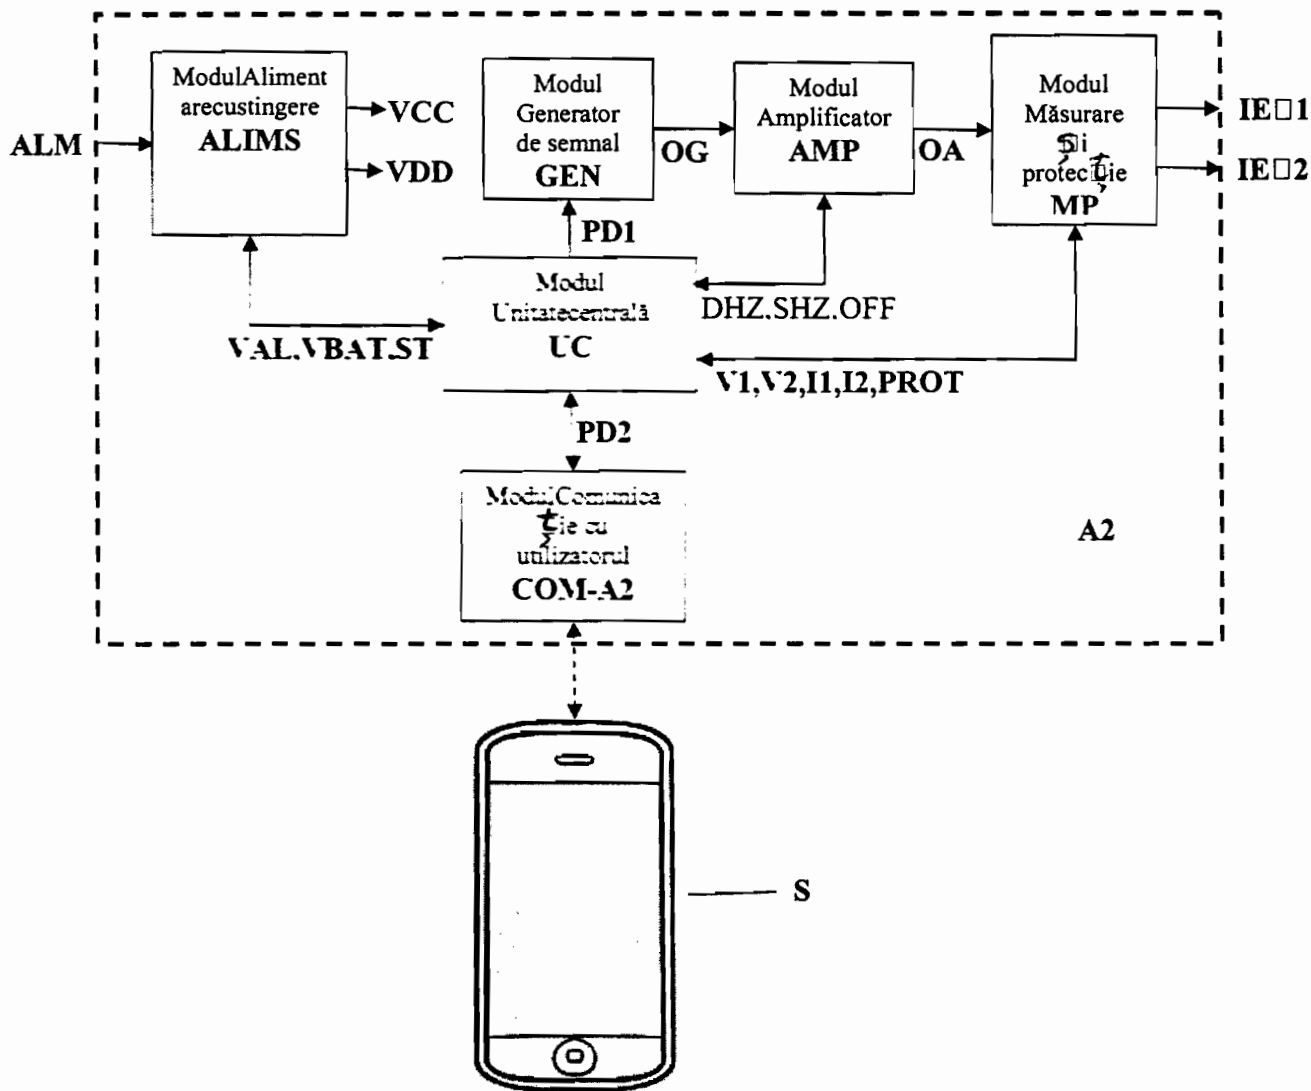 ModulAliment
arecustingere
ALIMS
ALM
VCC
VDD
Modul
Generator
de semnal
GEN
OG
Modul
Amplificator
AMP
OA
Modul
Măsurare
și
protecție
MP
IE□1
IE□2
PD1
Modul
Unitatecentrală
UC
DHZ.SHZ.OFF
VAL.VBAT.ST
V1,V2,I1,I2,PROT
PD2
ModulComunica
ție cu
utilizatorul
COM-A2
A2
S